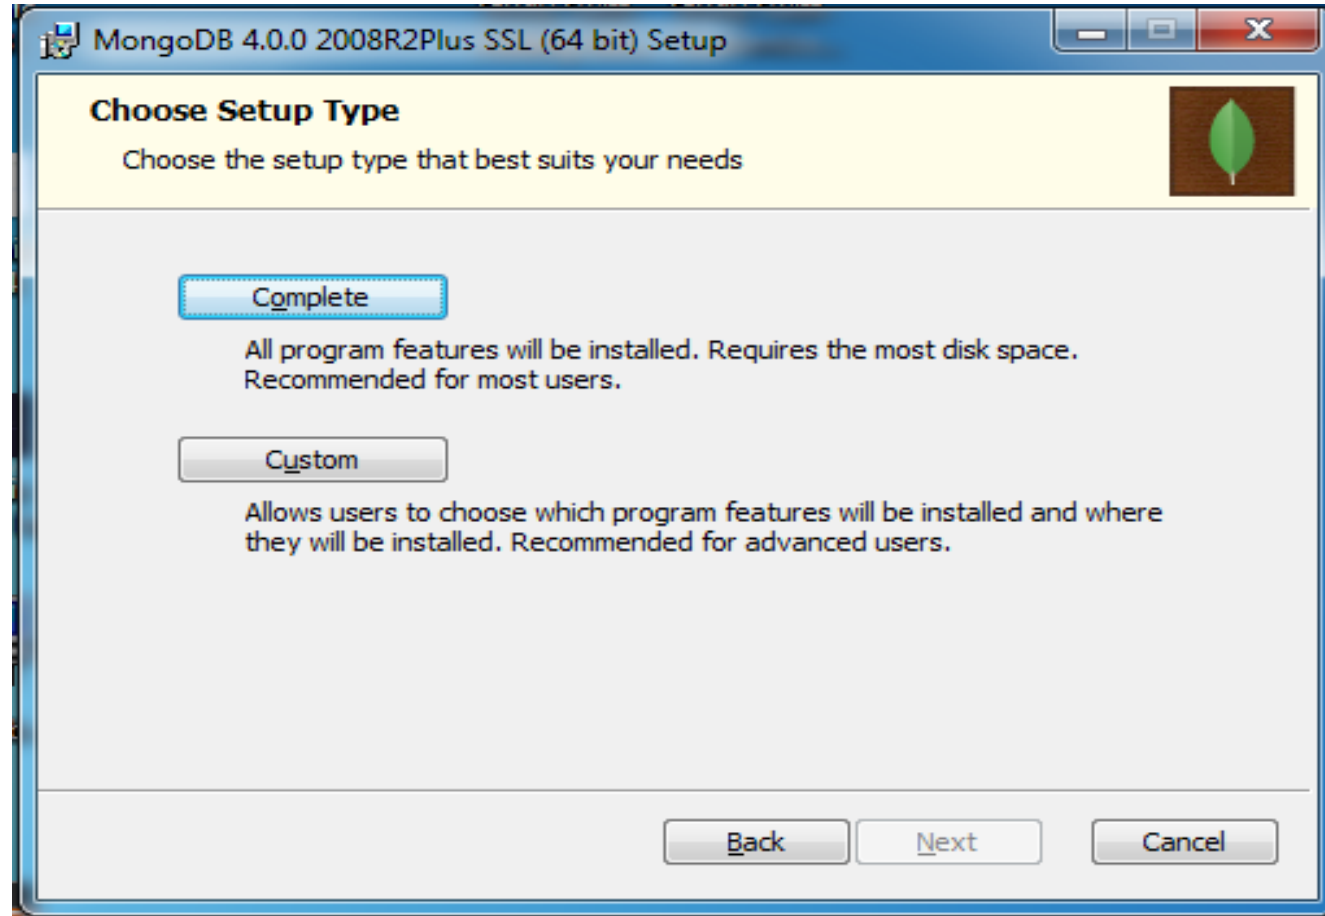 MongoDB 4.0.0 2008R2Plus SSL (64 bit) Setup
Choose Setup Type
Choose the setup type that best suits your needs
Complete
All program features will be installed. Requires the most disk space.
Recommended for most users.
Custom
Allows users to choose which program features will be installed and where
they will be installed. Recommended for advanced users.
Back Next Cancel